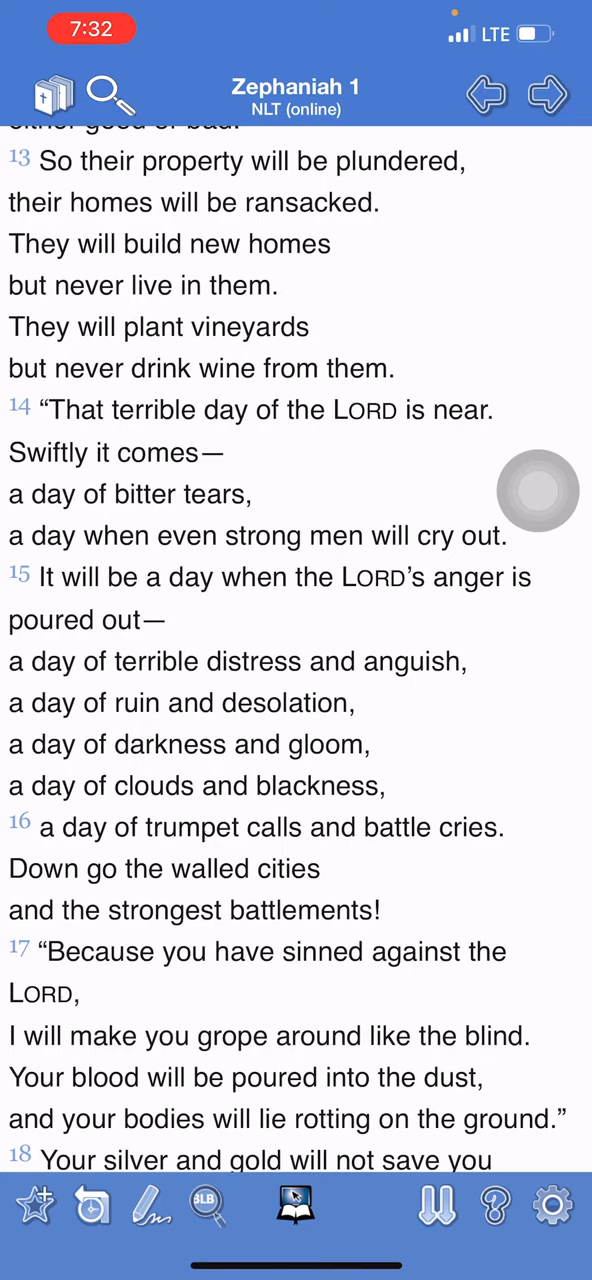 7:32
LTE
Zephaniah 1
NLT (online)
either good or bad.
13 So their property will be plundered,
their homes will be ransacked.
They will build new homes
but never live in them.
They will plant vineyards
but never drink wine from them.
14 “That terrible day of the LORD is near.
Swiftly it comes—
a day of bitter tears,
a day when even strong men will cry out.
15 It will be a day when the LORD’s anger is
poured out—
a day of terrible distress and anguish,
a day of ruin and desolation,
a day of darkness and gloom,
a day of clouds and blackness,
16 a day of trumpet calls and battle cries.
Down go the walled cities
and the strongest battlements!
17 “Because you have sinned against the
LORD,
I will make you grope around like the blind.
Your blood will be poured into the dust,
and your bodies will lie rotting on the ground.”
18 Your silver and gold will not save you
BLB